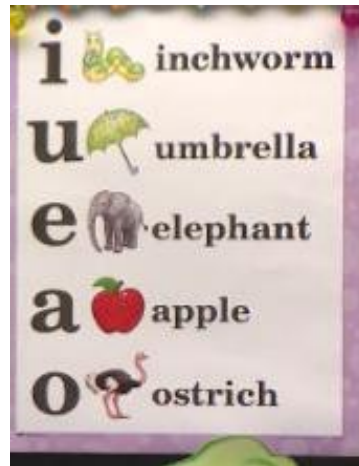 i inchworm
u umbrella
e elephant
a apple
o ostrich